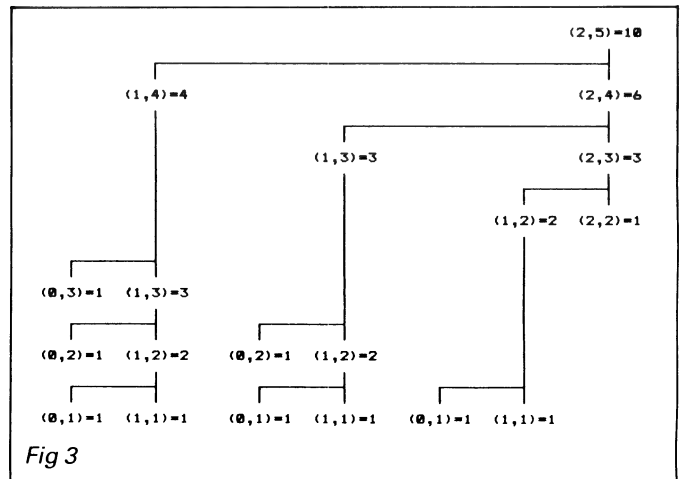 (2,5)=10
(1,4)=4 (2,4)=6
(1,3)=3 (2,3)=3
(1,2)=2 (2,2)=1
(0,3)=1 (1,3)=3
(0,2)=1 (1,2)=2 (0,2)=1 (1,2)=2
(0,1)=1 (1,1)=1 (0,1)=1 (1,1)=1 (0,1)=1 (1,1)=1
Fig 3